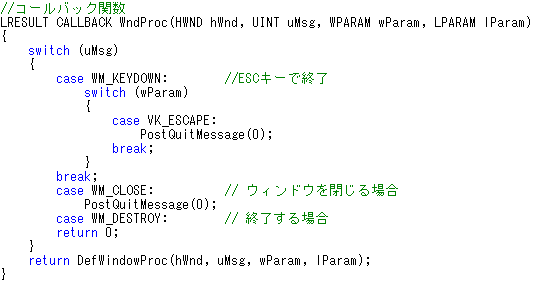 //コールバック関数
LRESULT CALLBACK WndProc(HWND hWnd, UINT uMsg, WPARAM wParam, LPARAM lParam)
{
    switch (uMsg)
    {
        case WM_KEYDOWN:        //ESCキーで終了
            switch (wParam)
            {
                case VK_ESCAPE:
                    PostQuitMessage(0);
                break;
            }
        break;
        case WM_CLOSE:          // ウィンドウを閉じる場合
            PostQuitMessage(0);
        case WM_DESTROY:        // 終了する場合
        return 0;
    }
    return DefWindowProc(hWnd, uMsg, wParam, lParam);
}